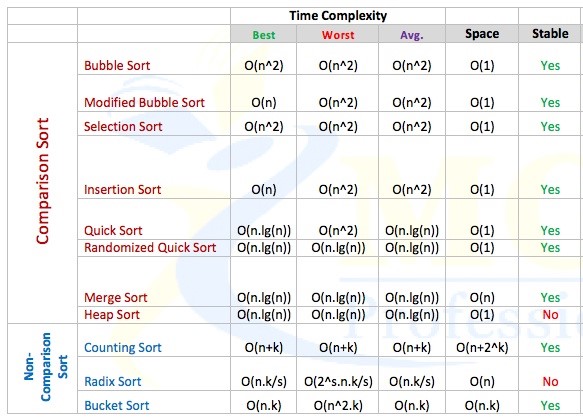 Time Complexity
Best Worst Avg. Space Stable
Comparison Sort
Bubble Sort O(n^2) O(n^2) O(n^2) O(1) Yes
Modified Bubble Sort O(n) O(n^2) O(n^2) O(1) Yes
Selection Sort O(n^2) O(n^2) O(n^2) O(1) Yes
Insertion Sort O(n) O(n^2) O(n^2) O(1) Yes
Quick Sort O(n.lg(n)) O(n^2) O(n.lg(n)) O(1) Yes
Randomized Quick Sort O(n.lg(n)) O(n.lg(n)) O(n.lg(n)) O(1) Yes
Merge Sort O(n.lg(n)) O(n.lg(n)) O(n.lg(n)) O(n) Yes
Heap Sort O(n.lg(n)) O(n.lg(n)) O(n.lg(n)) O(1) No
Non-
Comparison
Sort
Counting Sort O(n+k) O(n+k) O(n+k) O(n+2^k) Yes
Radix Sort O(n.k/s) O(2^s.n.k/s) O(n.k/s) O(n) No
Bucket Sort O(n.k) O(n^2.k) O(n.k) O(n.k) Yes